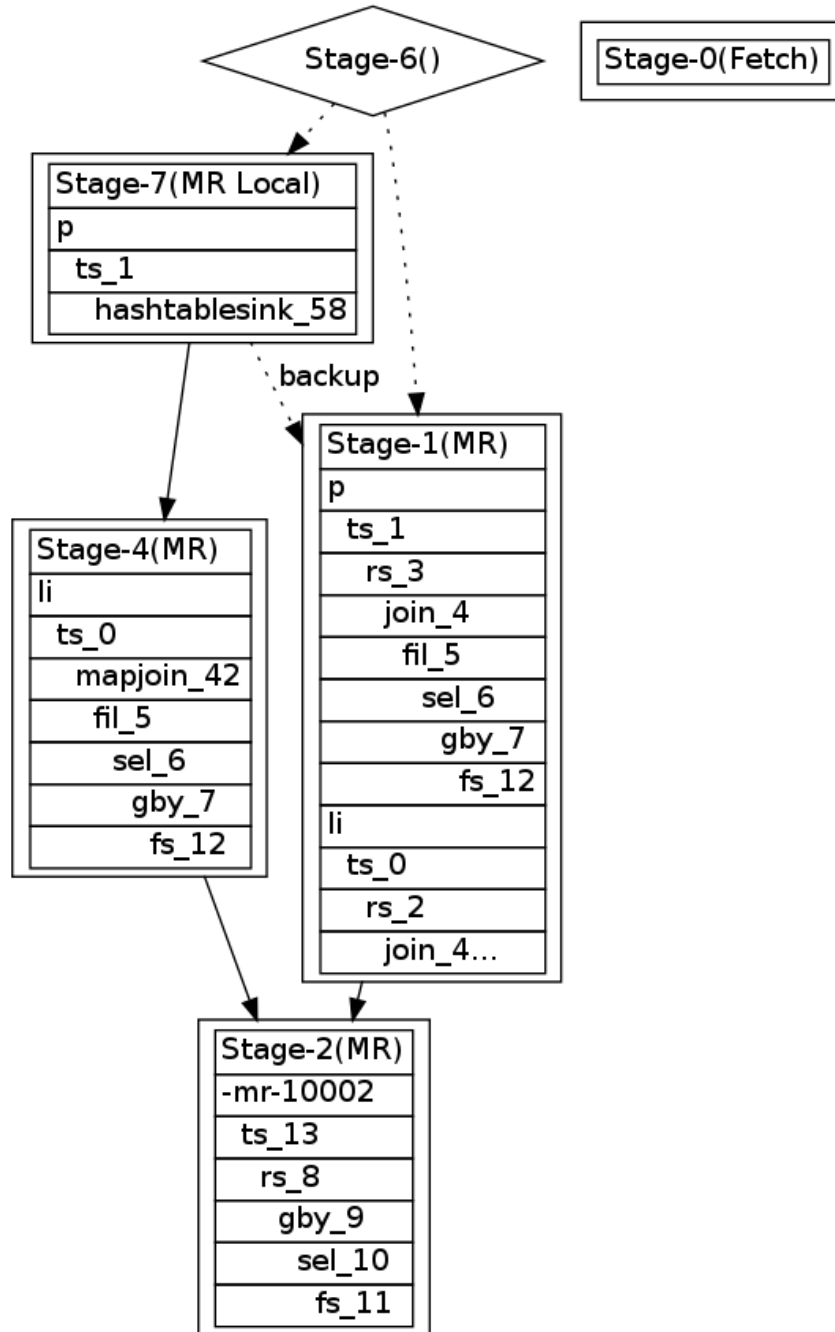 Stage-6()
Stage-0(Fetch)
Stage-7(MR Local)
p
ts_1
hashtablesink_58
backup
Stage-4(MR)
li
ts_0
mapjoin_42
fil_5
sel_6
gby_7
fs_12
Stage-1(MR)
p
ts_1
rs_3
join_4
fil_5
sel_6
gby_7
fs_12
li
ts_0
rs_2
join_4...
Stage-2(MR)
-mr-10002
ts_13
rs_8
gby_9
sel_10
fs_11